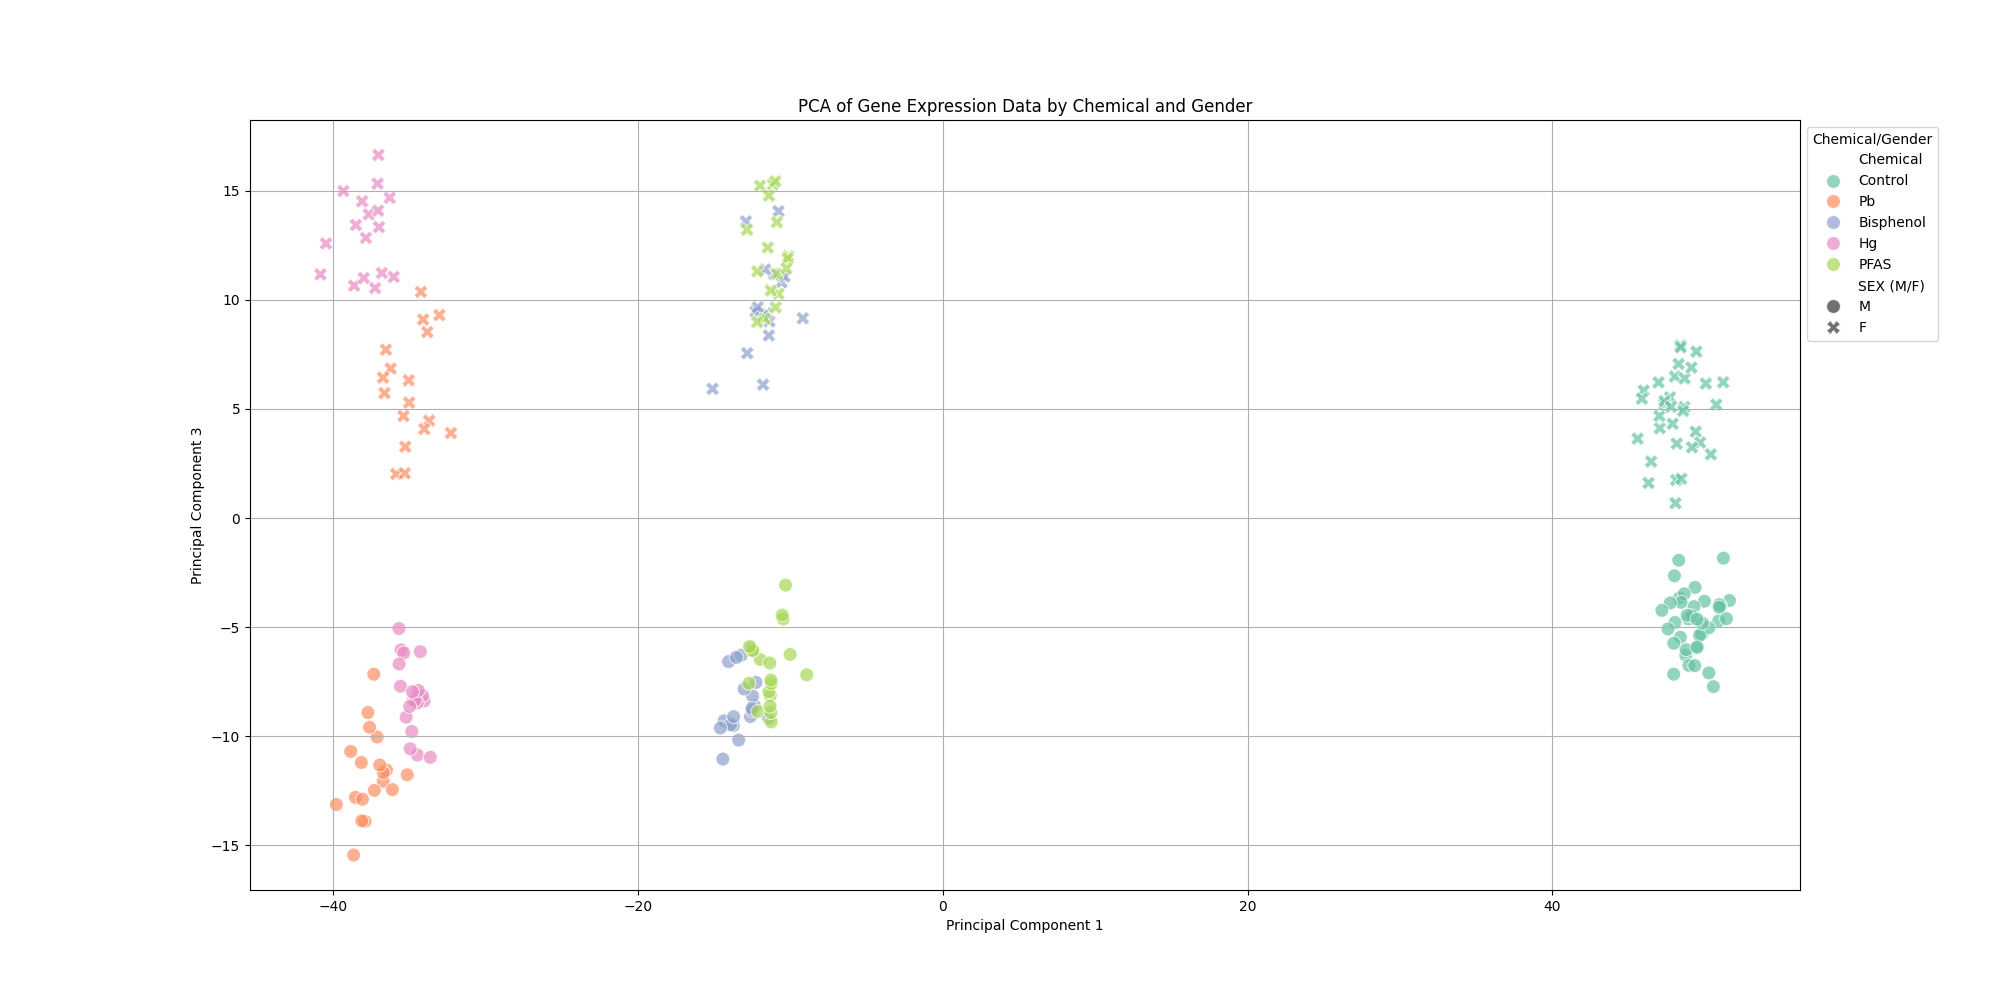 PCA of Gene Expression Data by Chemical and Gender
Chemical/Gender
Chemical
Control
Pb
Bisphenol
Hg
PFAS
SEX (M/F)
M
F
Principal Component 3
15
10
5
0
−5
−10
−15
−40
−20
0
20
40
Principal Component 1